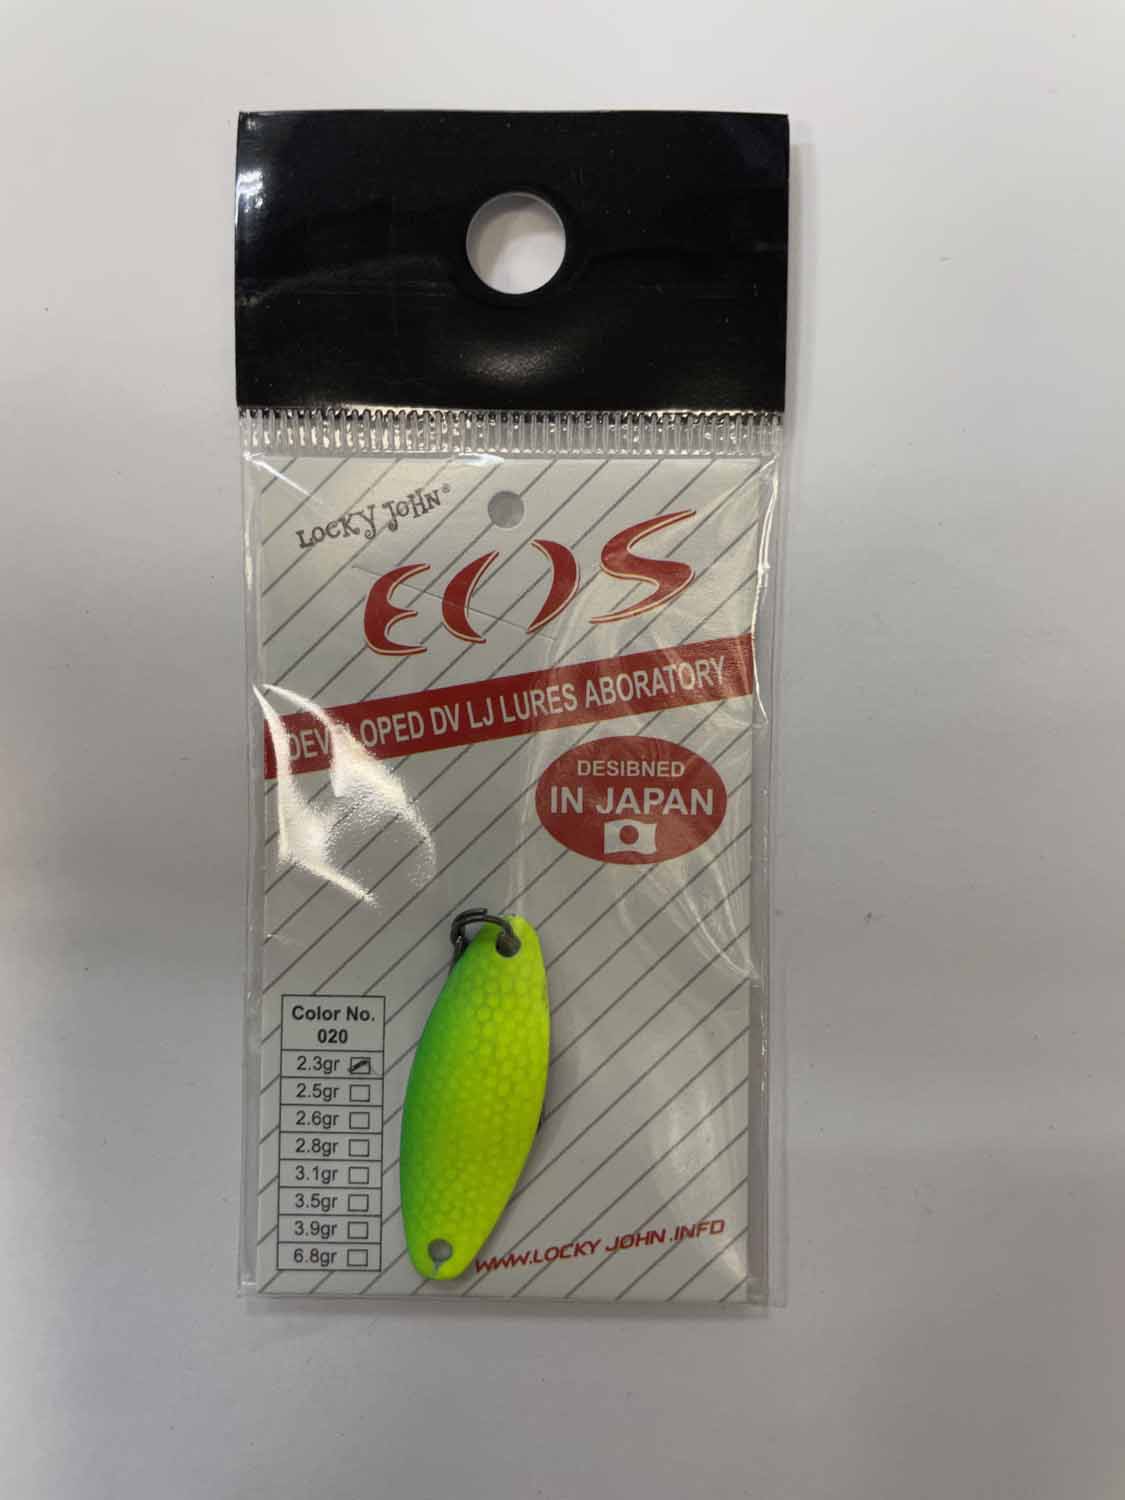 LOCKY JOHN®
EOS
DEVELOPED DV LJ LURES ABORATORY
DESIBNED
IN JAPAN
Color No.
020
2.3gr
2.5gr
2.6gr
2.8gr
3.1gr
3.5gr
3.9gr
6.8gr
WWW.LOCKY JOHN.INFO